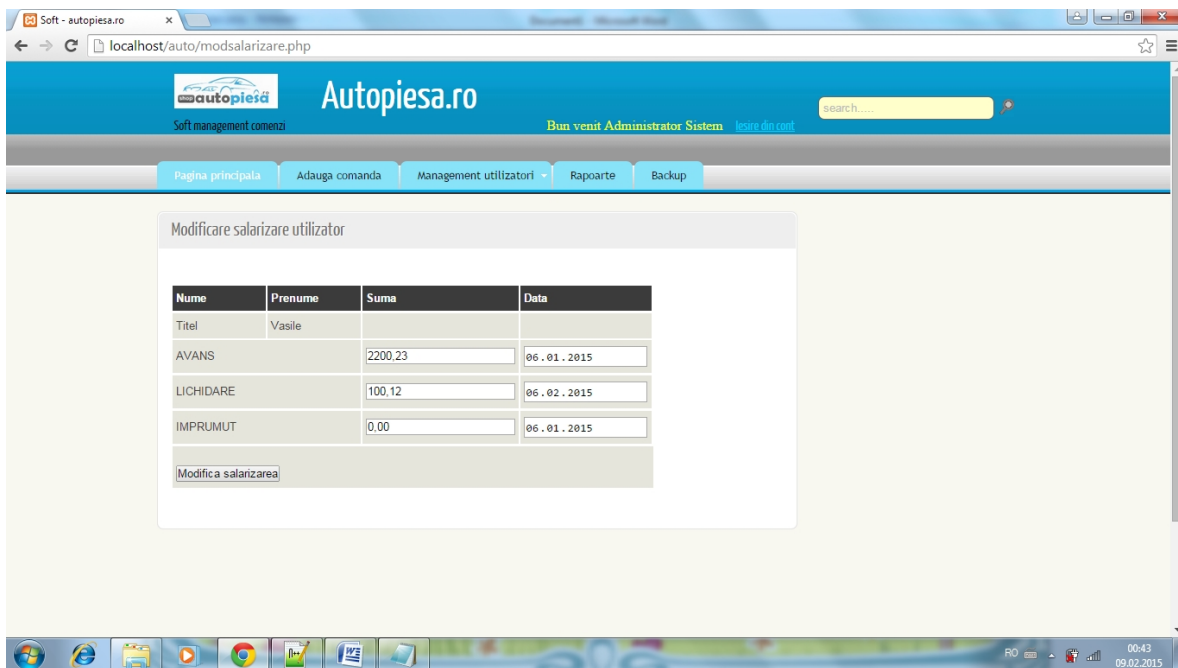 Soft - autopiesa.ro
localhost/auto/modsalarizare.php
shop autopiesa
Autopiesa.ro
search.....
Soft management comenzi
Bun venit Administrator Sistem Iesire din cont
Pagina principala Adauga comanda Management utilizatori Rapoarte Backup
Modificare salarizare utilizator
Nume Prenume Suma Data
Titel Vasile
AVANS 2200,23 06.01.2015
LICHIDARE 100,12 06.02.2015
IMPRUMUT 0,00 06.01.2015
Modifica salarizarea
RO 00:43
09.02.2015